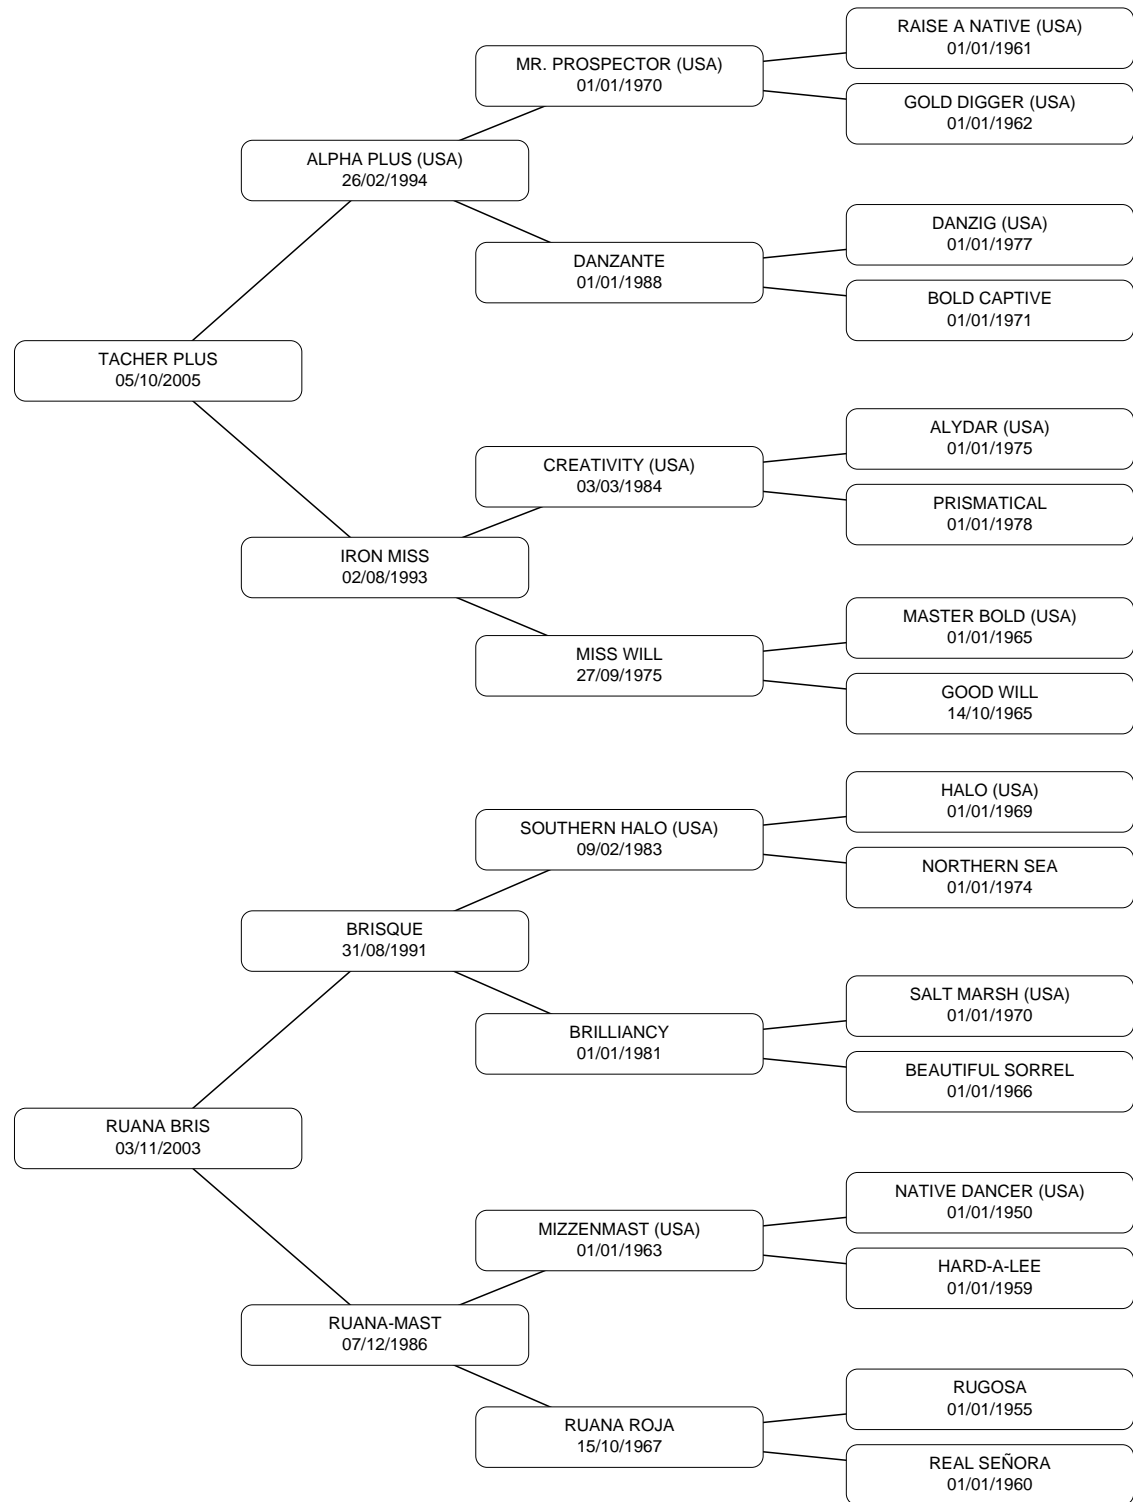 RAISE A NATIVE (USA)
01/01/1961
MR. PROSPECTOR (USA)
01/01/1970
GOLD DIGGER (USA)
01/01/1962
ALPHA PLUS (USA)
26/02/1994
DANZIG (USA)
01/01/1977
DANZANTE
01/01/1988
BOLD CAPTIVE
01/01/1971
TACHER PLUS
05/10/2005
ALYDAR (USA)
01/01/1975
CREATIVITY (USA)
03/03/1984
PRISMATICAL
01/01/1978
IRON MISS
02/08/1993
MASTER BOLD (USA)
01/01/1965
MISS WILL
27/09/1975
GOOD WILL
14/10/1965
HALO (USA)
01/01/1969
SOUTHERN HALO (USA)
09/02/1983
NORTHERN SEA
01/01/1974
BRISQUE
31/08/1991
SALT MARSH (USA)
01/01/1970
BRILLIANCY
01/01/1981
BEAUTIFUL SORREL
01/01/1966
RUANA BRIS
03/11/2003
NATIVE DANCER (USA)
01/01/1950
MIZZENMAST (USA)
01/01/1963
HARD-A-LEE
01/01/1959
RUANA-MAST
07/12/1986
RUGOSA
01/01/1955
RUANA ROJA
15/10/1967
REAL SEÑORA
01/01/1960